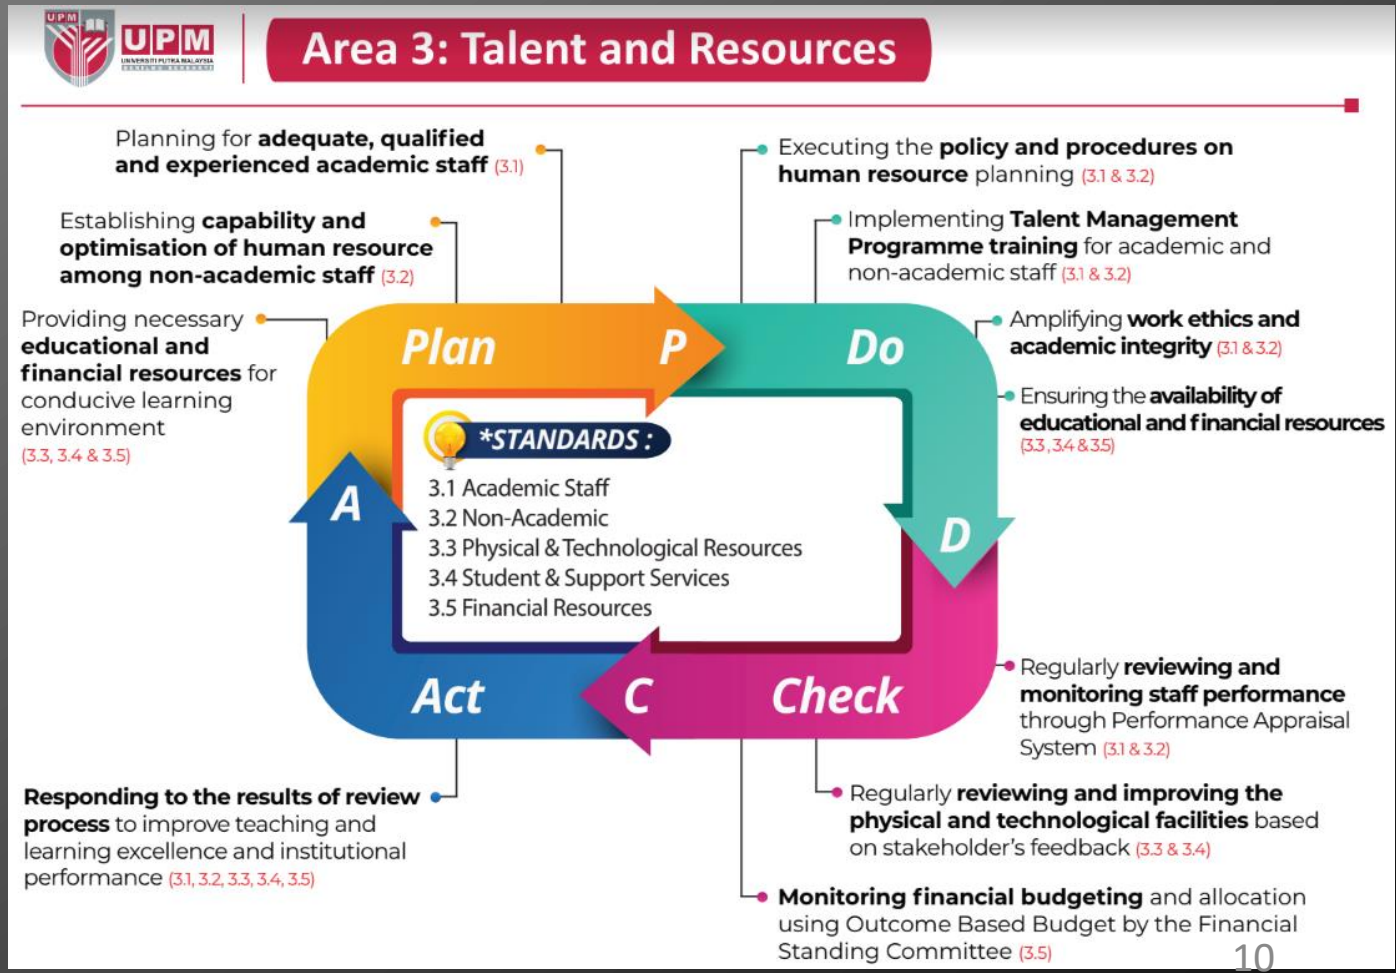 UPM
UPM
UNIVERSITI PUTRA MALAYSIA
Area 3: Talent and Resources
Planning for adequate, qualified
and experienced academic staff (3.1)
Establishing capability and
optimisation of human resource
among non-academic staff (3.2)
Providing necessary
educational and
financial resources for
conducive learning
environment
(3.3, 3.4 & 3.5)
Executing the policy and procedures on
human resource planning (3.1 & 3.2)
Implementing Talent Management
Programme training for academic and
non-academic staff (3.1 & 3.2)
Amplifying work ethics and
academic integrity (3.1 & 3.2)
Ensuring the availability of
educational and financial resources
(3.3, 3.4 & 3.5)
Plan P
Do
D
A
*STANDARDS :
3.1 Academic Staff
3.2 Non-Academic
3.3 Physical & Technological Resources
3.4 Student & Support Services
3.5 Financial Resources
Act
C
Check
Regularly reviewing and
monitoring staff performance
through Performance Appraisal
System (3.1 & 3.2)
Regularly reviewing and improving the
physical and technological facilities based
on stakeholder's feedback (3.3 & 3.4)
Monitoring financial budgeting and allocation
using Outcome Based Budget by the Financial
Standing Committee (3.5)
Responding to the results of review
process to improve teaching and
learning excellence and institutional
performance (3.1, 3.2, 3.3, 3.4, 3.5)
10